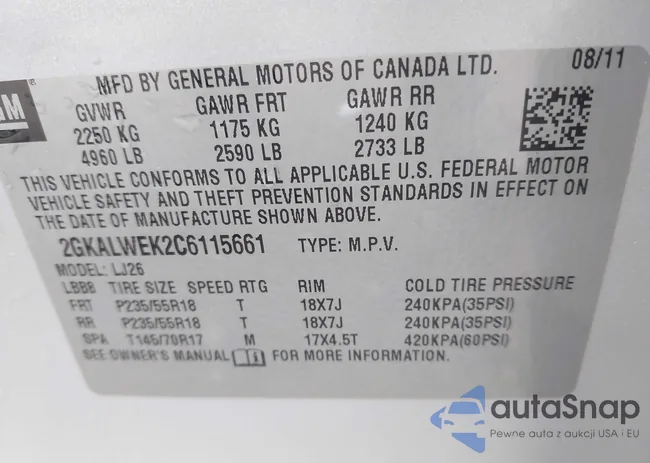 GM
MFD BY GENERAL MOTORS OF CANADA LTD. 08/11
GVWR GAWR FRT GAWR RR
2250 KG 1175 KG 1240 KG
4960 LB 2590 LB 2733 LB
THIS VEHICLE CONFORMS TO ALL APPLICABLE U.S. FEDERAL MOTOR
VEHICLE SAFETY AND THEFT PREVENTION STANDARDS IN EFFECT ON
THE DATE OF MANUFACTURE SHOWN ABOVE.
2GKALWEK2C6115661 TYPE: M.P.V.
MODEL: LJ26
LBBB TIRE SIZE SPEED RTG RIM COLD TIRE PRESSURE
FRT P235/55R18 T 18X7J 240KPA(35PSI)
RR P235/55R18 T 18X7J 240KPA(35PSI)
SPA T145/70R17 M 17X4.5T 420KPA(60PSI)
SEE OWNER'S MANUAL FOR MORE INFORMATION.
autaSnap
Pewne auta z aukcji USA i EU